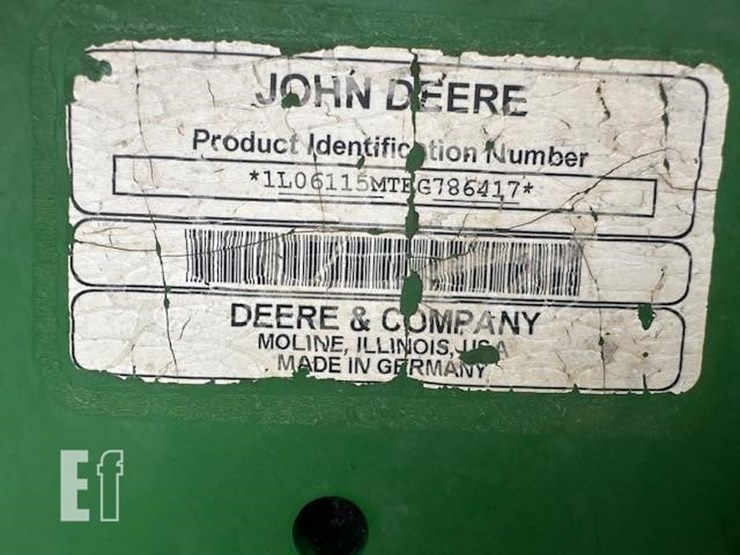 JOHN DEERE
Product Identification Number
*1L06115MTEG786417*
DEERE & COMPANY
MOLINE, ILLINOIS, USA
MADE IN GERMANY
Ef